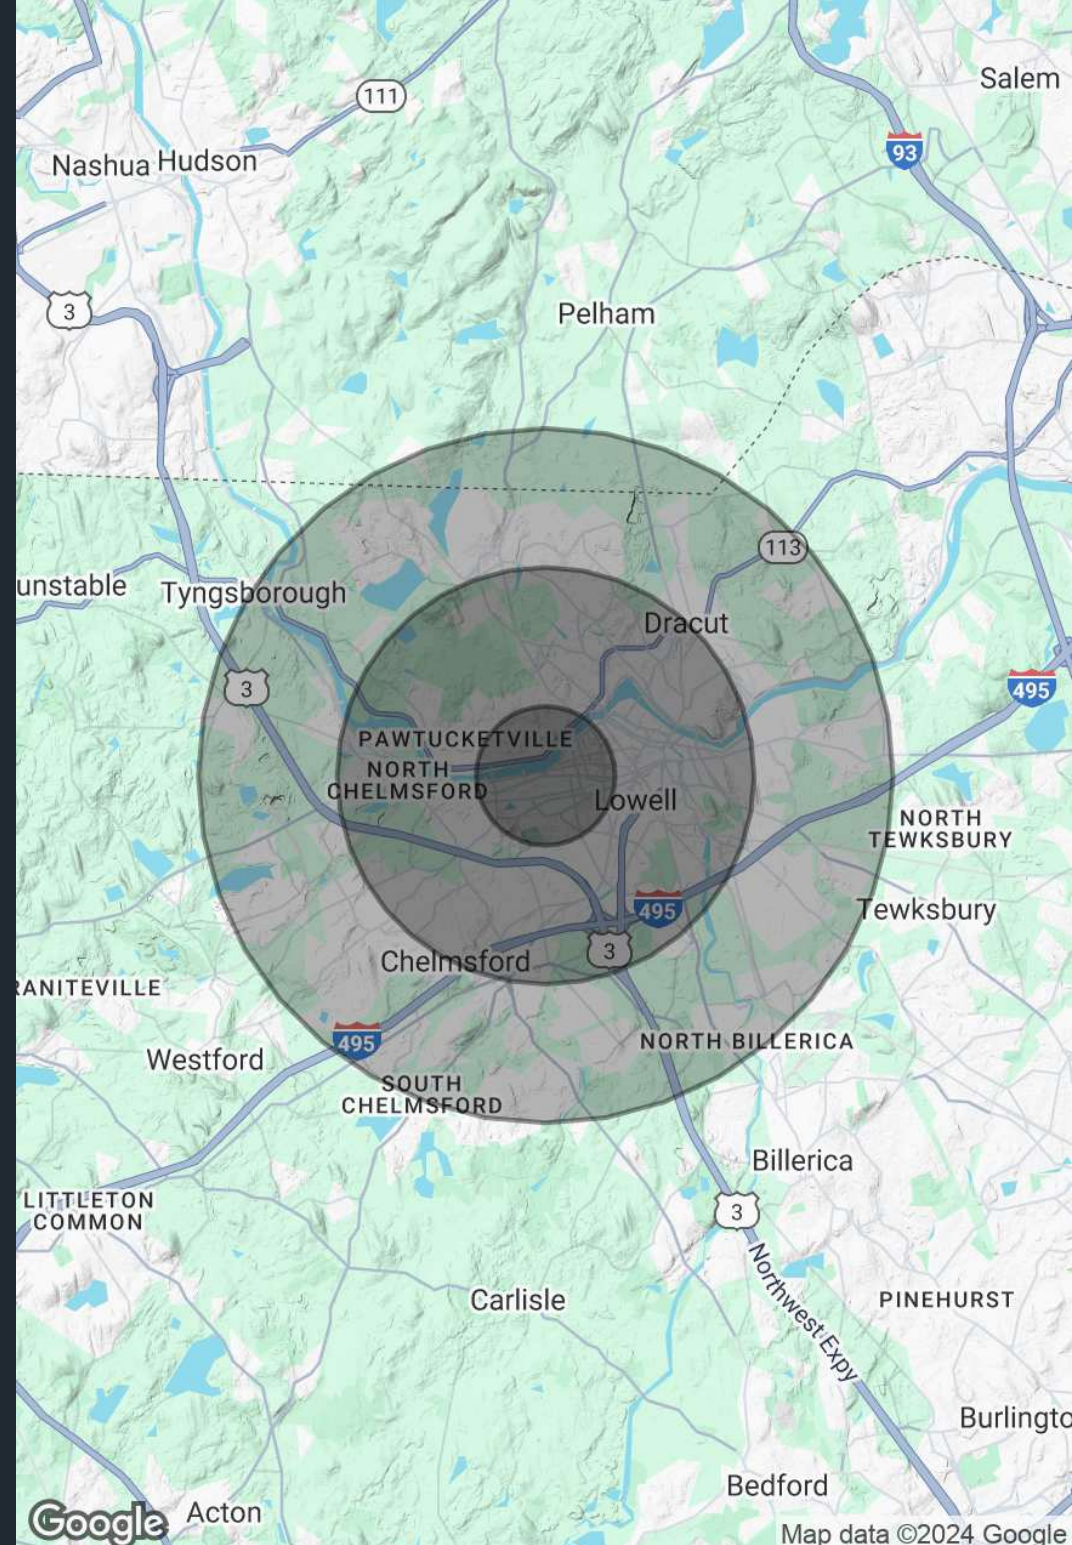 Salem
111
93
Nashua
Hudson
3
Pelham
113
unstable
Tyngsborough
Dracut
3
495
PAWTUCKETVILLE
NORTH
CHELMSFORD
Lowell
NORTH
TEWKSBURY
495
Tewksbury
3
Chelmsford
RANITEVILLE
495
NORTH BILLERICA
Westford
SOUTH
CHELMSFORD
Billerica
LITTLETON
COMMON
3
Northwest Expy
Carlisle
PINEHURST
Burlingto
Bedford
Acton
Google
Map data ©2024 Google